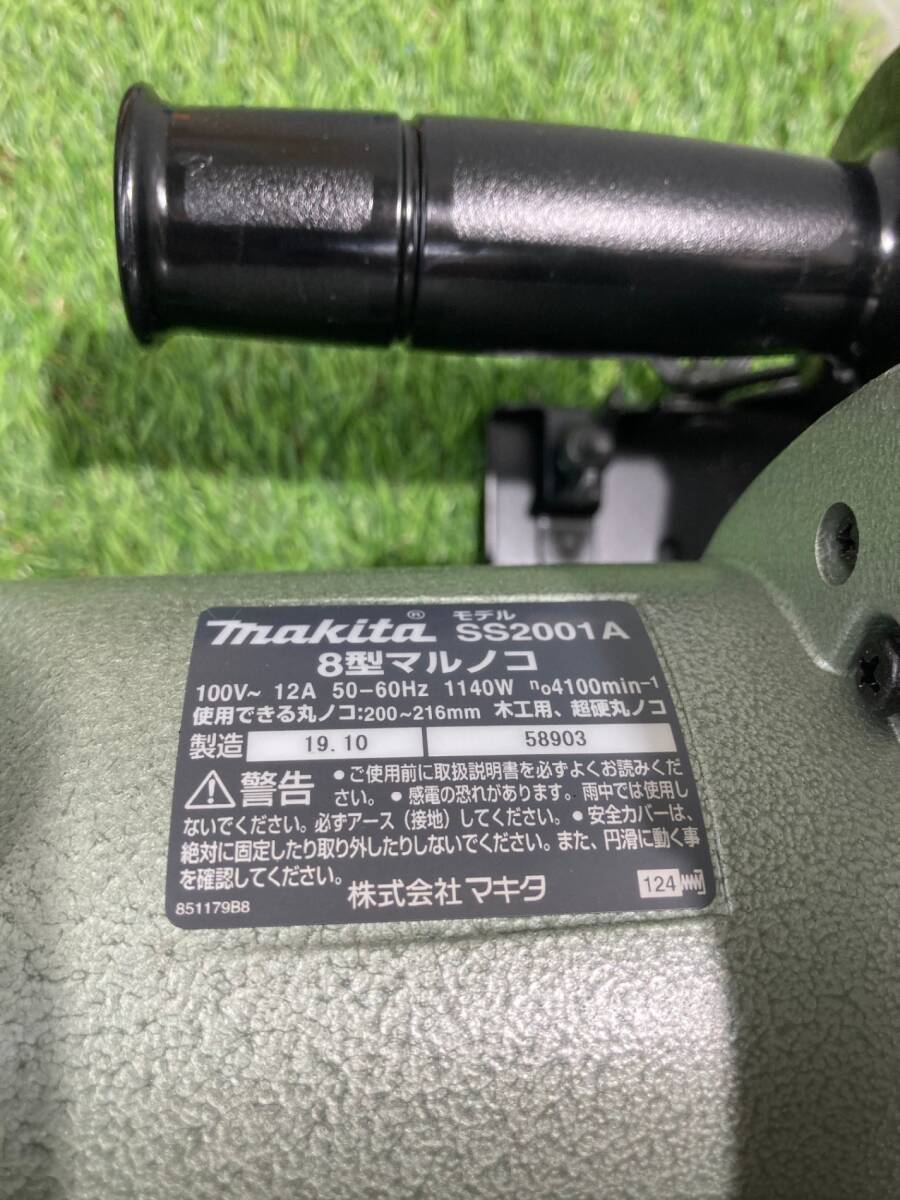 makita® モデル SS2001A
8型マルノコ
100V~ 12A 50-60Hz 1140W n₀4100min⁻¹
使用できる丸ノコ:200~216mm 木工用、超硬丸ノコ
製造 19.10 58903
警告 ●ご使用前に取扱説明書を必ずよくお読みくだ
さい。●感電の恐れがあります。雨中では使用し
ないでください。必ずアース(接地)してください。●安全カバーは、
絶対に固定したり取り外したりしないでください。また、円滑に動く事
を確認してください。
851179B8 株式会社マキタ 124